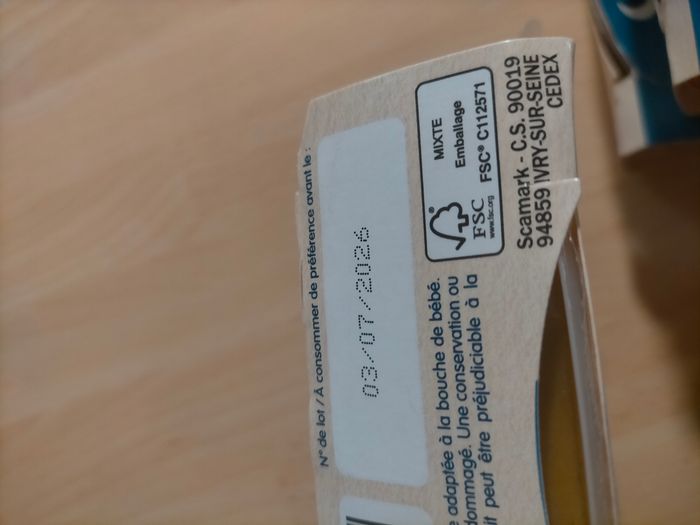 N° de lot / À consommer de préférence avant le :
03/07/2026
e adaptée à la bouche de bébé.
dommagé. Une conservation ou
it peut être préjudiciable à la
FSC
www.fsc.org
MIXTE
Emballage
FSC® C112571
Scamark - C.S. 90019
94859 IVRY-SUR-SEINE
CEDEX